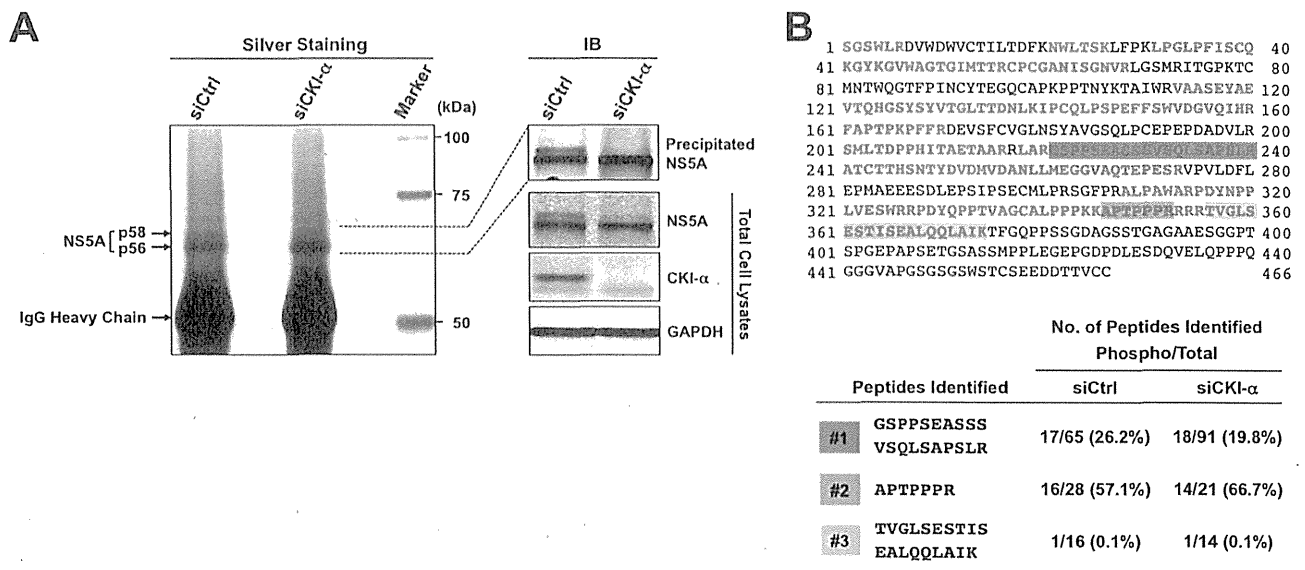 A
Silver Staining
IB
siCtrl
siCKI-α
Marker
(kDa)
siCtrl
siCKI-α
100
75
50
NS5A
p58
p56
IgG Heavy Chain
Precipitated
NS5A
NS5A
CKI-α
GAPDH
Total Cell Lysates
B
1 SGSWLRDVWDWVCTILTDFKNWLTSKLFPKLPGLPFISCQ 40
41 KGYKGVWAGTGIMTTRCPCGANISGNVRLGSMRITGPKTC 80
81 MNTWQGTFPINCYTEGQCAPKPPTNYKTAIWRVAASEYAE 120
121 VTQHGSYSYVTGLTTDNLKIPCQLPSPEFFSWVDGVQIHR 160
161 FAPTPKPFFRDEVSFCVGLNSYAVGSQLPCEPEPDADVLR 200
201 SMLTDPPHITAETAARRLARGSPPSEASSSVSQLSAPSLR 240
241 ATCTTHSNTYDVDMVDANLLMEGGVAQTEPESRVPVLDFL 280
281 EPMAEEESDLEPSIPSECMLPRSGFPRALPAWARPDYNPP 320
321 LVESWRRPDYQPPTVAGCALPPPKKAPTPPPRRRRTVGLS 360
361 ESTISEALQQLAIKTFGQPPSSGDAGSSTGAGAAESGGPT 400
401 SPGEPAPSETGSASSMPPLEGEPGDPDLESDQVELQPPPQ 440
441 GGGVAPGSGSGSWSTCSEEDDTTVCC 466
No. of Peptides Identified
Phospho/Total
Peptides Identified siCtrl siCKI-α
#1 GSPPSEASSS
VSQLSAPSLR 17/65 (26.2%) 18/91 (19.8%)
#2 APTPPPR 16/28 (57.1%) 14/21 (66.7%)
#3 TVGLSESTIS
EALQQLAIK 1/16 (0.1%) 1/14 (0.1%)